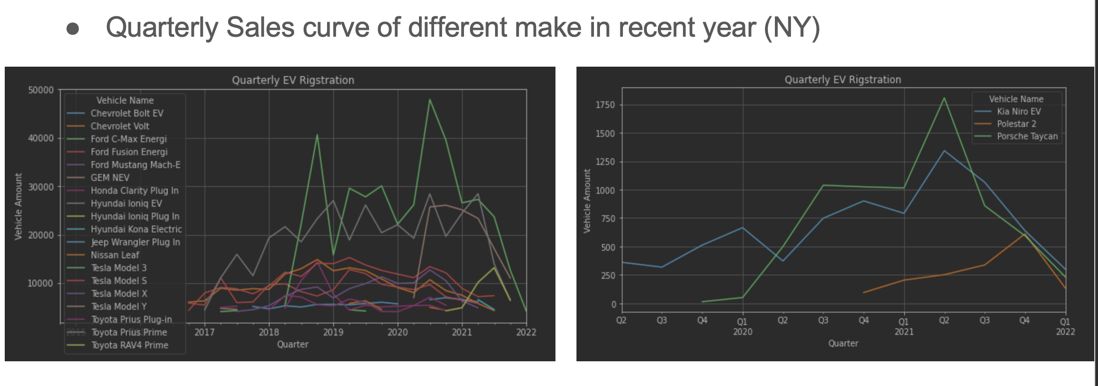 ● Quarterly Sales curve of different make in recent year (NY)
Quarterly EV Rigstration
Vehicle Amount
50000
40000
30000
20000
10000
Vehicle Name
Chevrolet Bolt EV
Chevrolet Volt
Ford C-Max Energi
Ford Fusion Energi
Ford Mustang Mach-E
GEM NEV
Honda Clarity Plug In
Hyundai Ioniq EV
Hyundai Ioniq Plug In
Hyundai Kona Electric
Jeep Wrangler Plug In
Nissan Leaf
Tesla Model 3
Tesla Model S
Tesla Model X
Tesla Model Y
Toyota Prius Plug-in
Toyota Prius Prime
Toyota RAV4 Prime
2017 2018 2019 2020 2021 2022
Quarter
Quarterly EV Rigstration
Vehicle Amount
1750
1500
1250
1000
750
500
250
0
Vehicle Name
Kia Niro EV
Polestar 2
Porsche Taycan
Q2 Q3 Q4 Q1 Q2 Q3 Q4 Q1 Q2 Q3 Q4 Q1
2020 2021 2022
Quarter